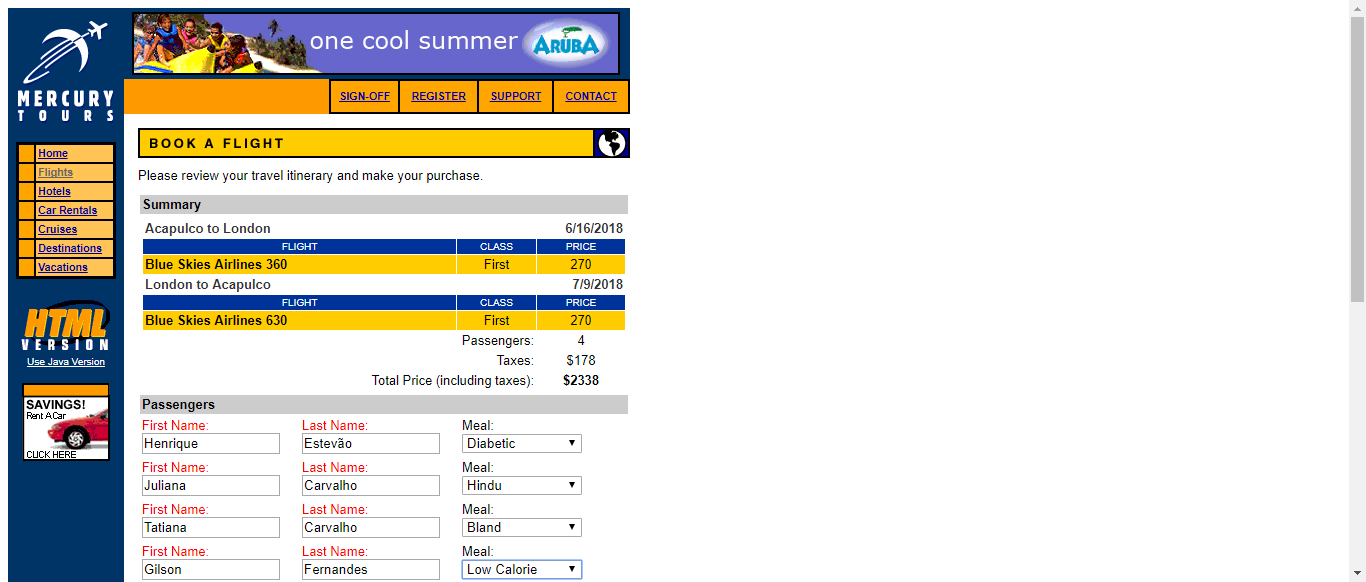 one cool summer ARUBA
MERCURY
TOURS
SIGN-OFF REGISTER SUPPORT CONTACT
Home
Flights
Hotels
Car Rentals
Cruises
Destinations
Vacations
HTML
VERSION
Use Java Version
SAVINGS!
Rent A Car
CLICK HERE
BOOK A FLIGHT
Please review your travel itinerary and make your purchase.
Summary
Acapulco to London 6/16/2018
FLIGHT CLASS PRICE
Blue Skies Airlines 360 First 270
London to Acapulco 7/9/2018
FLIGHT CLASS PRICE
Blue Skies Airlines 630 First 270
Passengers: 4
Taxes: $178
Total Price (including taxes): $2338
Passengers
First Name: Last Name: Meal:
Henrique Estevão Diabetic
First Name: Last Name: Meal:
Juliana Carvalho Hindu
First Name: Last Name: Meal:
Tatiana Carvalho Bland
First Name: Last Name: Meal:
Gilson Fernandes Low Calorie